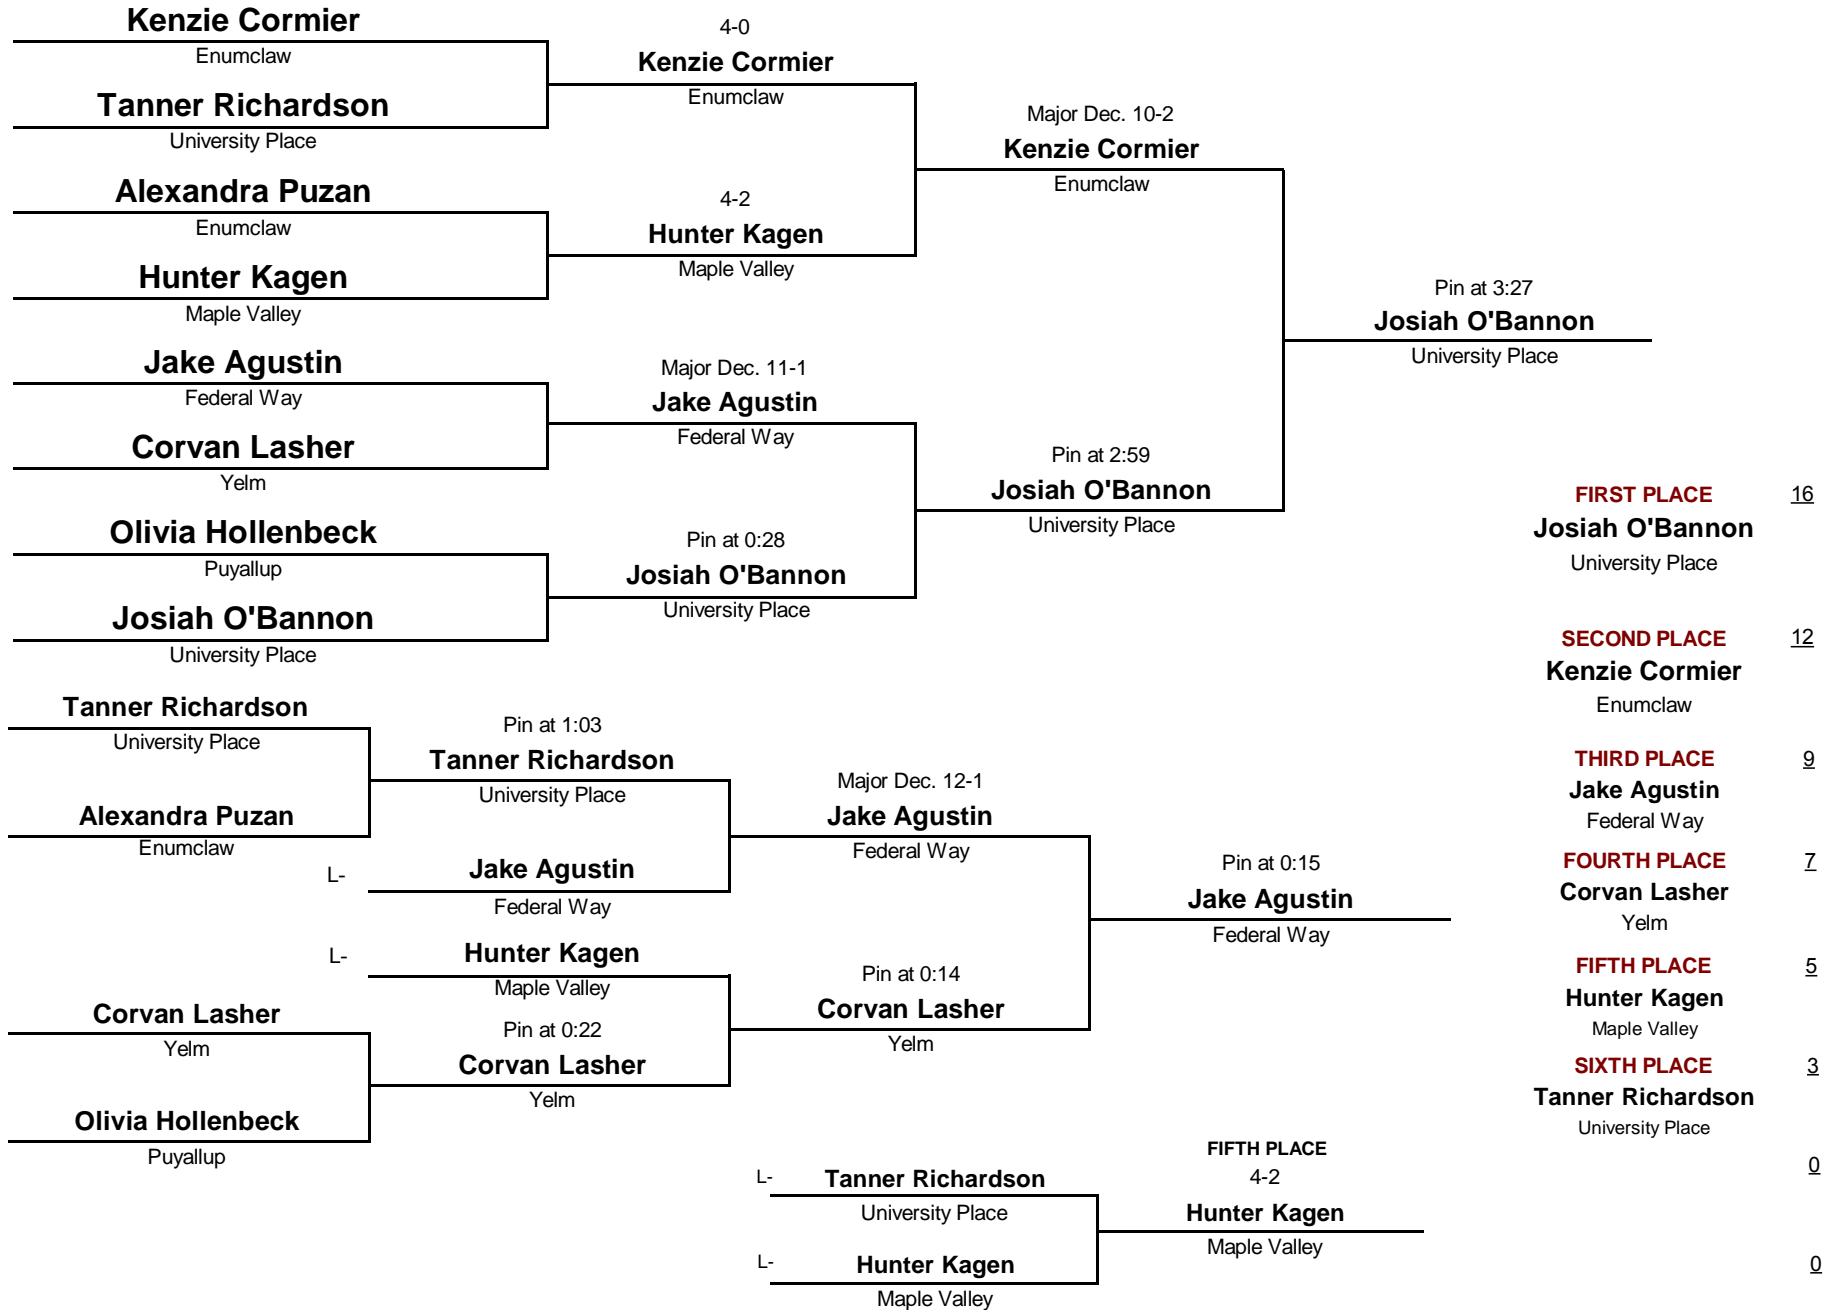 Kenzie Cormier
Enumclaw
Tanner Richardson
University Place
Alexandra Puzan
Enumclaw
Hunter Kagen
Maple Valley
Jake Agustin
Federal Way
Corvan Lasher
Yelm
Olivia Hollenbeck
Puyallup
Josiah O'Bannon
University Place
4-0
Kenzie Cormier
Enumclaw
4-2
Hunter Kagen
Maple Valley
Major Dec. 11-1
Jake Agustin
Federal Way
Pin at 0:28
Josiah O'Bannon
University Place
Major Dec. 10-2
Kenzie Cormier
Enumclaw
Pin at 2:59
Josiah O'Bannon
University Place
Pin at 3:27
Josiah O'Bannon
University Place
Tanner Richardson
University Place
Alexandra Puzan
Enumclaw
Corvan Lasher
Yelm
Olivia Hollenbeck
Puyallup
Pin at 1:03
Tanner Richardson
University Place
L- Jake Agustin
Federal Way
L- Hunter Kagen
Maple Valley
Pin at 0:22
Corvan Lasher
Yelm
Major Dec. 12-1
Jake Agustin
Federal Way
Pin at 0:14
Corvan Lasher
Yelm
Pin at 0:15
Jake Agustin
Federal Way
L- Tanner Richardson
University Place
L- Hunter Kagen
Maple Valley
FIFTH PLACE
4-2
Hunter Kagen
Maple Valley
FIRST PLACE 16
Josiah O'Bannon
University Place
SECOND PLACE 12
Kenzie Cormier
Enumclaw
THIRD PLACE 9
Jake Agustin
Federal Way
FOURTH PLACE 7
Corvan Lasher
Yelm
FIFTH PLACE 5
Hunter Kagen
Maple Valley
SIXTH PLACE 3
Tanner Richardson
University Place
0
0